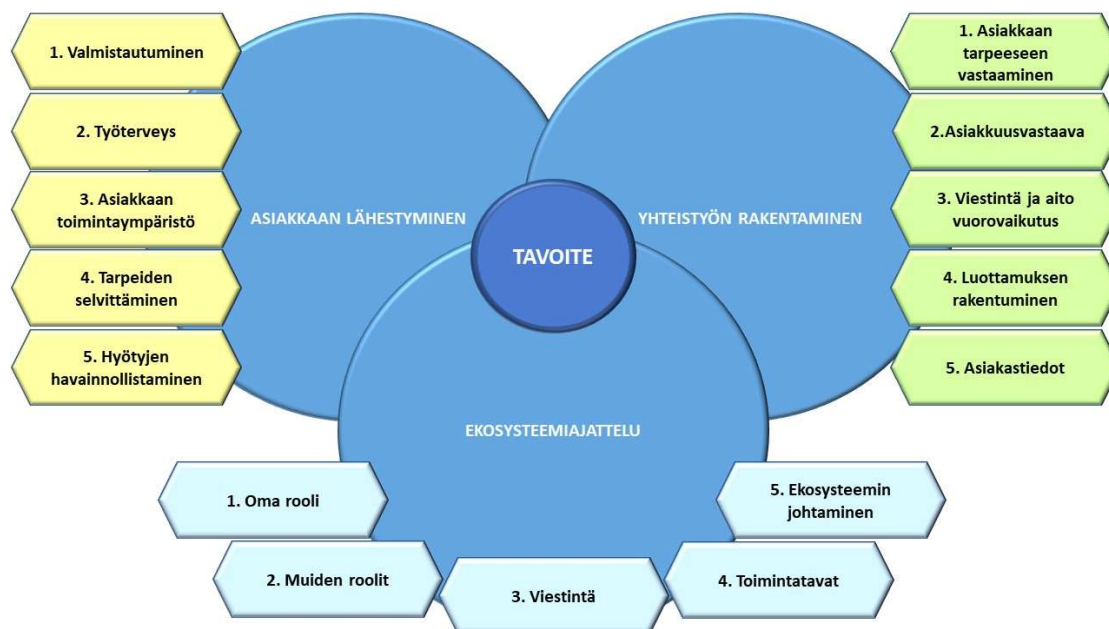 1. Valmistautuminen
2. Työterveys
3. Asiakkaan
toimintaympäristö
4. Tarpeiden
selvittäminen
5. Hyötyjen
havainnollistaminen
ASIAKKAAN LÄHESTYMINEN
TAVOITE
YHTEISTYÖN RAKENTAMINEN
1. Asiakkaan
tarpeeseen
vastaaminen
2.Asiakkuusvastaava
3. Viestintä ja aito
vuorovaikutus
4. Luottamuksen
rakentuminen
5. Asiakastiedot
EKOSYSTEEMIAJATTELU
1. Oma rooli
2. Muiden roolit
3. Viestintä
4. Toimintatavat
5. Ekosysteemin
johtaminen